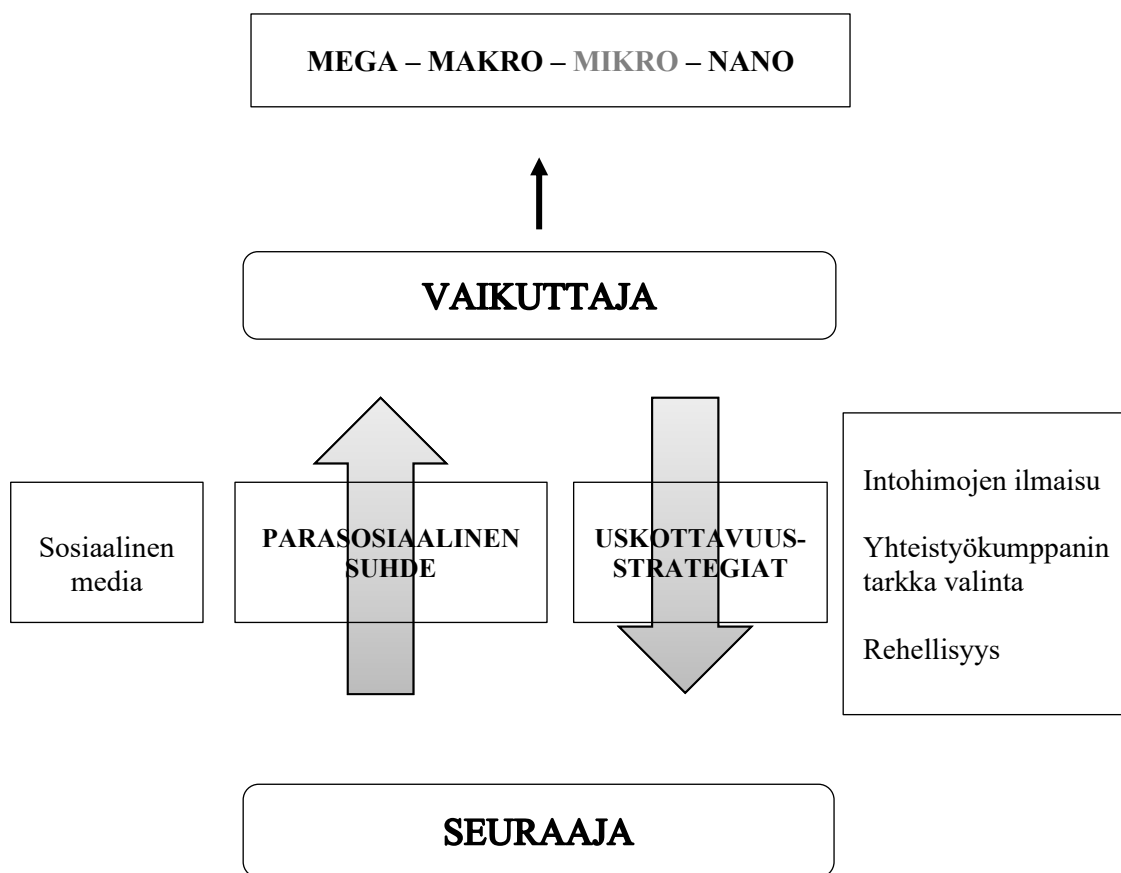 MEGA – MAKRO – MIKRO – NANO
VAIKUTTAJA
Sosiaalinen
media
PARASOSIAALINEN
SUHDE
USKOTTAVUUS-
STRATEGIAT
Intohimojen ilmaisu
Yhteistyökumppanin
tarkka valinta
Rehellisyys
SEURAAJA